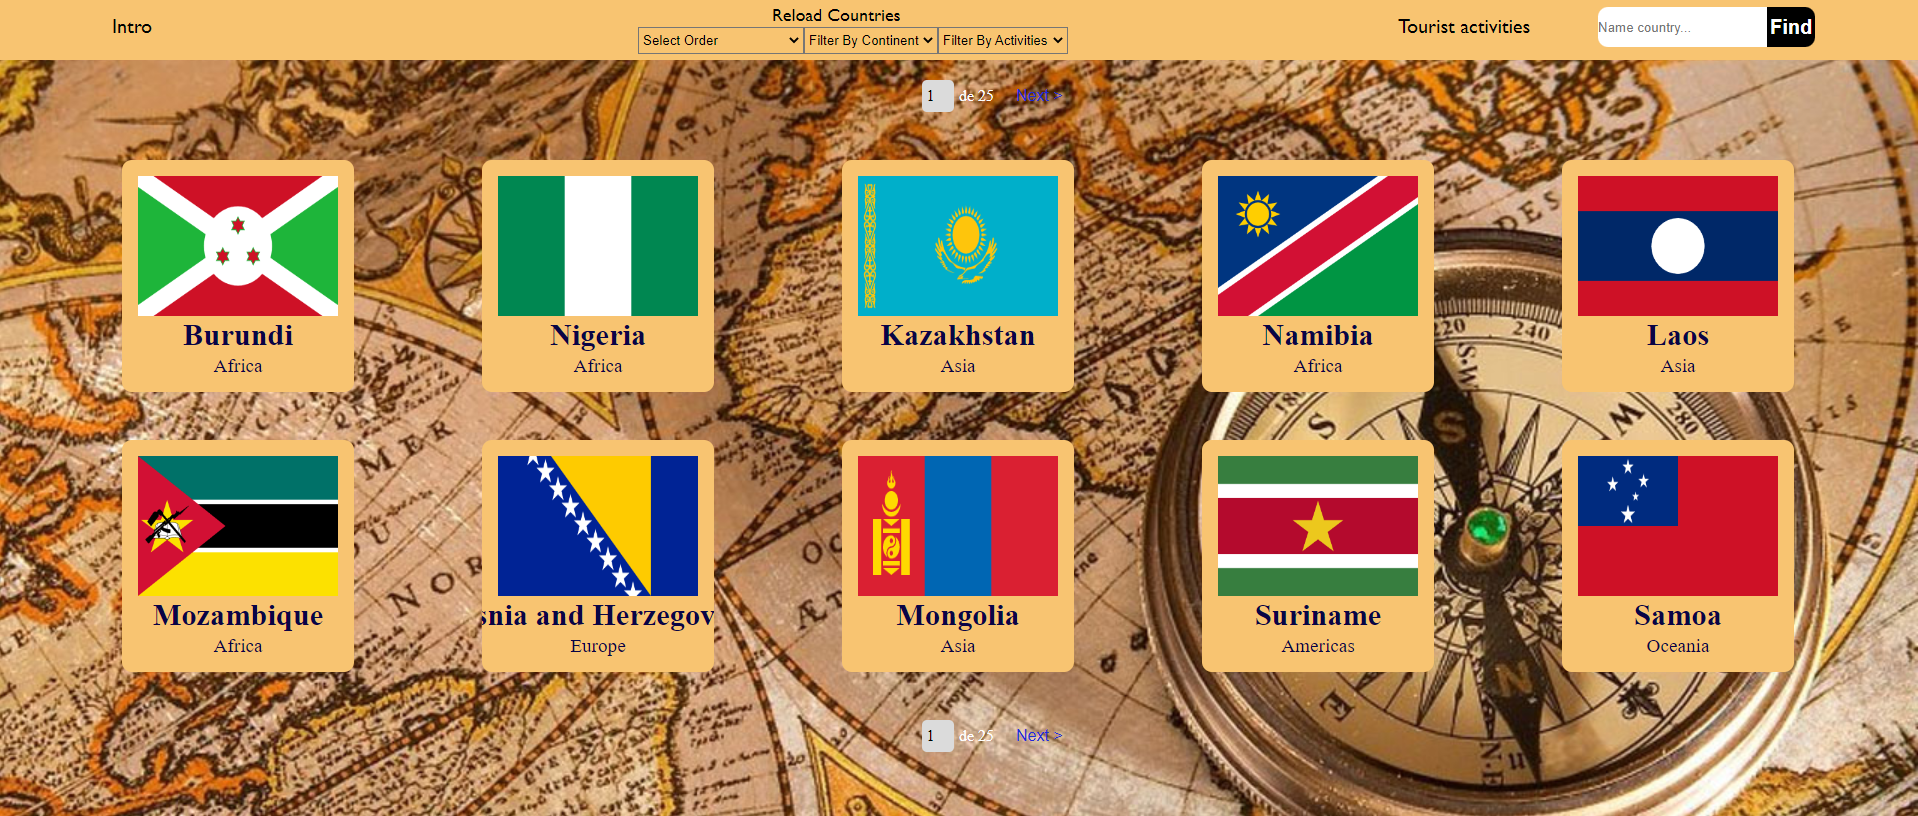 Intro
Reload Countries
Select Order Filter By Continent Filter By Activities
Tourist activities
Name country...
Find
1 de 25 Next >
Burundi
Africa
Nigeria
Africa
Kazakhstan
Asia
Namibia
Africa
Laos
Asia
Mozambique
Africa
snia and Herzegov
Europe
Mongolia
Asia
Suriname
Americas
Samoa
Oceania
240
280
S
W
S
N
E
1 de 25 Next >